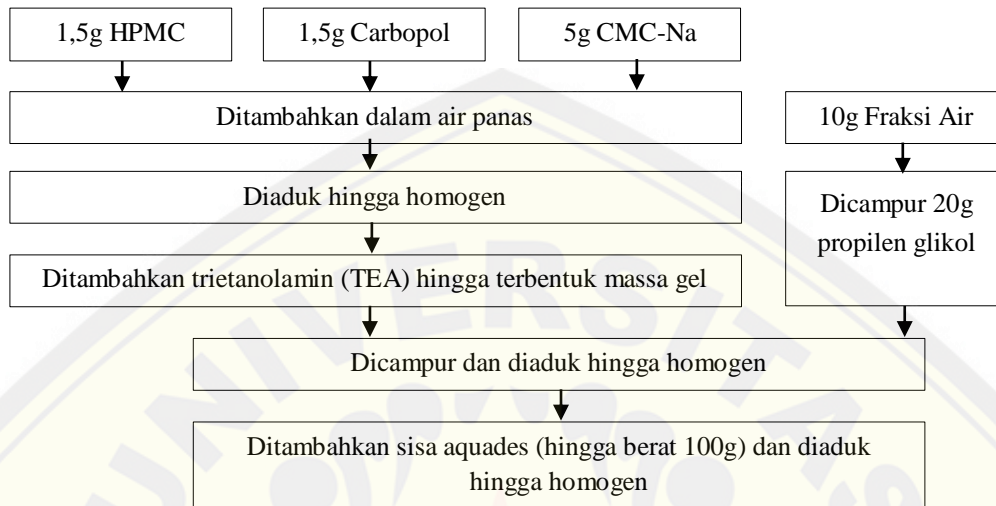 1,5g HPMC
1,5g Carbopol
5g CMC-Na
Ditambahkan dalam air panas
10g Fraksi Air
Diaduk hingga homogen
Dicampur 20g
propilen glikol
Ditambahkan trietanolamin (TEA) hingga terbentuk massa gel
Dicampur dan diaduk hingga homogen
Ditambahkan sisa aquades (hingga berat 100g) dan diaduk
hingga homogen
UNIVERSITAS